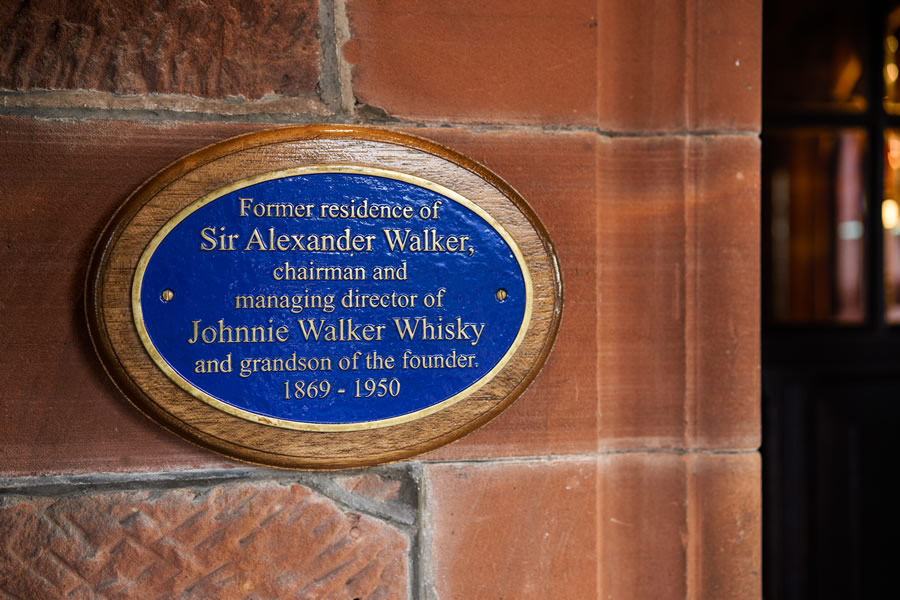 Former residence of
Sir Alexander Walker,
chairman and
managing director of
Johnnie Walker Whisky
and grandson of the founder.
1869 - 1950